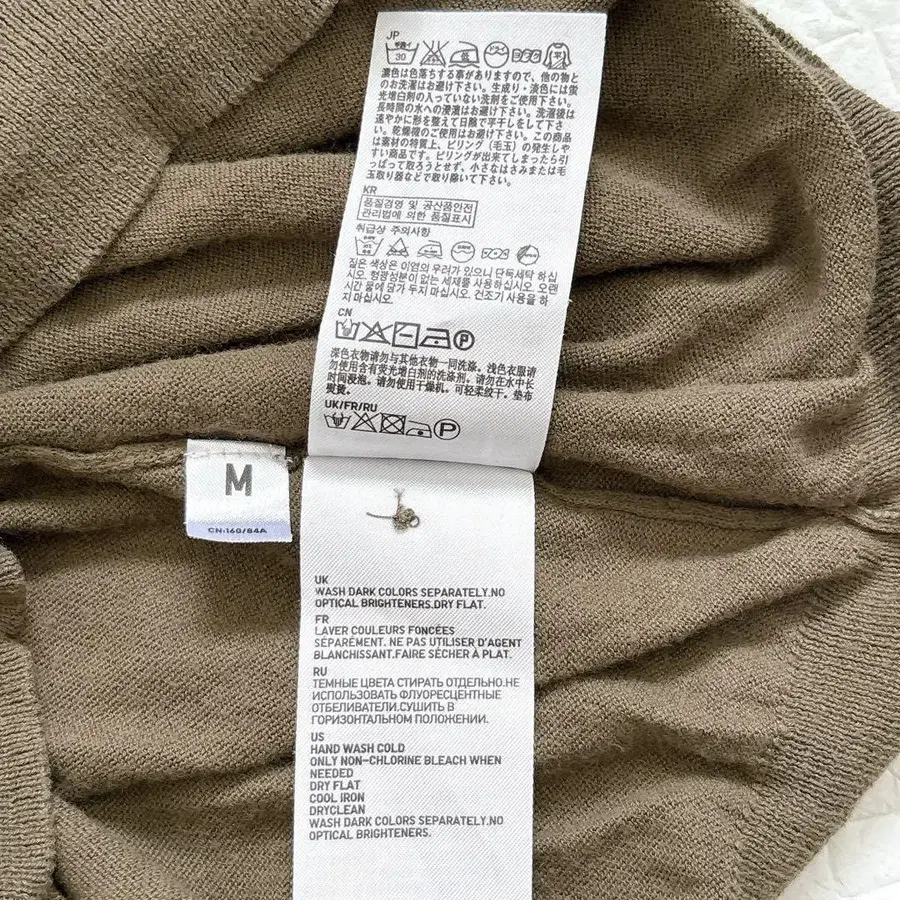 JP
濃色は色落ちする事がありますので、他の物と
のお洗濯はお避け下さい。生成り・淡色には蛍
光増白剤の入っていない洗剤をご使用下さい。
長時間の水への浸漬はお避け下さい。洗濯後は
速やかに形を整えて日陰で平干しをして下さ
い。乾燥機のご使用はお避け下さい。この商品
は素材の特質上、ピリング(毛玉)の発生しや
すい商品です。ピリングが出来てしまったら引
っぱって取ろうとせず、小さなはさみまたは毛
玉取り器などで取り除いて下さい。
KR
품질경영 및 공산품안전
관리법에 의한 품질표시
취급상 주의사항
짙은 색상은 이염의 우려가 있으니 단독세탁 하십
시오. 형광성분이 없는 세제를 사용하십시오. 오랜
시간 물에 담가 두지 마십시오. 건조기 사용을 하
지 마십시오.
CN
深色衣物请勿与其他衣物一同洗涤。浅色衣服请
勿使用含有荧光增白剂的洗涤剂。请勿在水中长
时间浸泡。请勿使用干燥机。可轻柔拧干。垫布
熨烫。
UK/FR/RU
M
CN:160/84A
UK
WASH DARK COLORS SEPARATELY.NO
OPTICAL BRIGHTENERS.DRY FLAT.
FR
LAVER COULEURS FONCÉES
SÉPARÉMENT. NE PAS UTILISER D'AGENT
BLANCHISSANT.FAIRE SÉCHER À PLAT.
RU
ТЕМНЫЕ ЦВЕТА СТИРАТЬ ОТДЕЛЬНО.НЕ
ИСПОЛЬЗОВАТЬ ФЛУОРЕСЦЕНТНЫЕ
ОТБЕЛИВАТЕЛИ.СУШИТЬ В
ГОРИЗОНТАЛЬНОМ ПОЛОЖЕНИИ.
US
HAND WASH COLD
ONLY NON-CHLORINE BLEACH WHEN
NEEDED
DRY FLAT
COOL IRON
DRYCLEAN
WASH DARK COLORS SEPARATELY.NO
OPTICAL BRIGHTENERS.